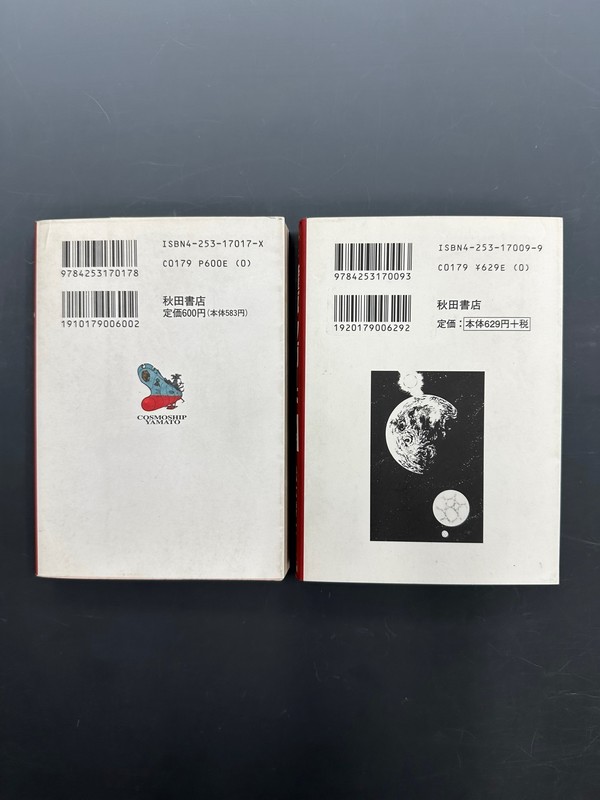 ISBN4-253-17017-X
9784253170178
C0179 P600E (0)
1910179006002
秋田書店
定価600円(本体583円)
COSMOSHIP
YAMATO
ISBN4-253-17009-9
9784253170093
C0179 ¥629E (0)
1920179006292
秋田書店
定価：本体629円+税